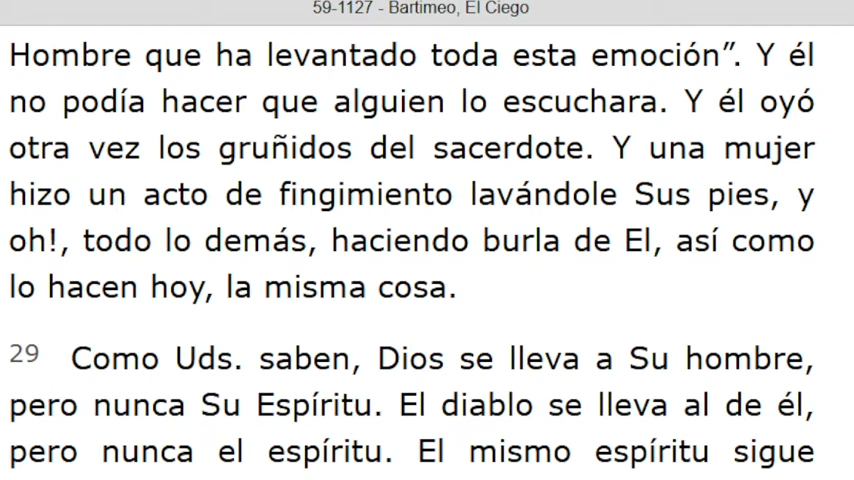 59-1127 - Bartimeo, El Ciego
Hombre que ha levantado toda esta emoción”. Y él
no podía hacer que alguien lo escuchara. Y él oyó
otra vez los gruñidos del sacerdote. Y una mujer
hizo un acto de fingimiento lavándole Sus pies, y
oh!, todo lo demás, haciendo burla de El, así como
lo hacen hoy, la misma cosa.
29 Como Uds. saben, Dios se lleva a Su hombre,
pero nunca Su Espíritu. El diablo se lleva al de él,
pero nunca el espíritu. El mismo espíritu sigue